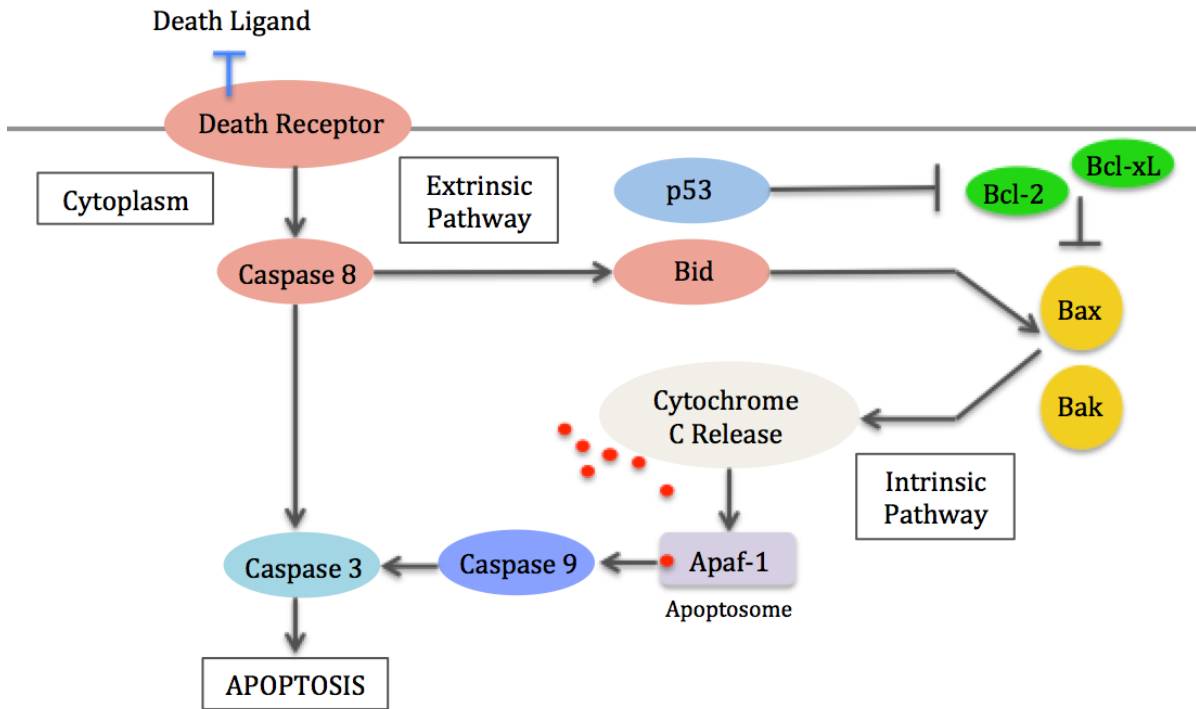 Death Ligand
Death Receptor
Cytoplasm
Extrinsic
Pathway
p53
Bcl-2
Bcl-xL
Caspase 8
Bid
Bax
Bak
Cytochrome
C Release
Intrinsic
Pathway
Caspase 3
Caspase 9
Apaf-1
Apoptosome
APOPTOSIS